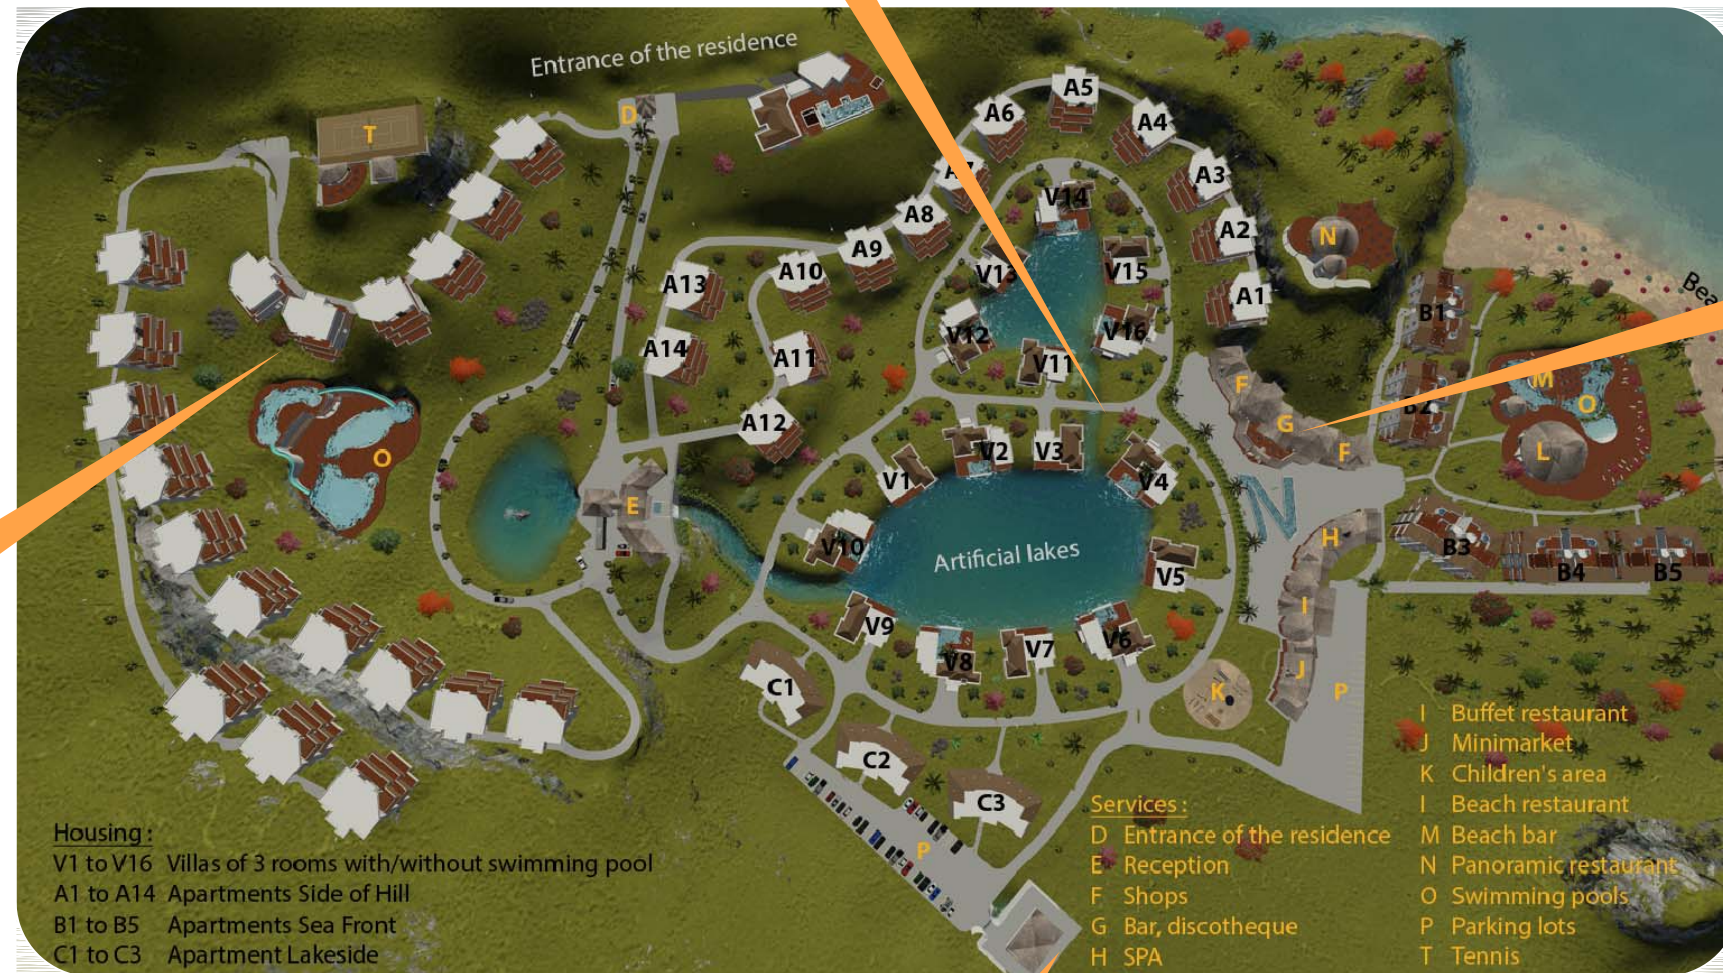 Entrance of the residence
D
T
A5
A6
A4
A7
A3
V14
A8
A2
N
A9
A10
V13
V15
A13
A1
B1
Bea
V12
V16
A14
A11
V11
F
M
B2
O
A12
G
O
V2
V3
F
L
V1
V4
E
V10
Artificial lakes
H
B3
V5
B4
B5
I
V9
V6
V8
V7
J
C1
K
P
C2
C3
P
Housing :
V1 to V16 Villas of 3 rooms with/without swimming pool
A1 to A14 Apartments Side of Hill
B1 to B5 Apartments Sea Front
C1 to C3 Apartment Lakeside
Services :
D Entrance of the residence
E Reception
F Shops
G Bar, discotheque
H SPA
I Buffet restaurant
J Minimarket
K Children's area
I Beach restaurant
M Beach bar
N Panoramic restaurant
O Swimming pools
P Parking lots
T Tennis